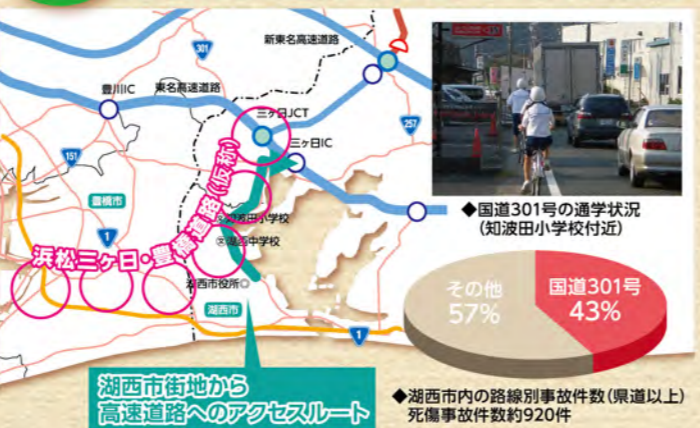 301
新東名高速道路
豊川IC
東名高速道路
三ヶ日JCT
257
三ヶ日IC
151
豊橋市
浜松三ヶ日・豊橋道路(仮称)
知波田小学校
1
湖西中学校
湖西市役所
湖西市
1
湖西市街地から
高速道路へのアクセスルート
◆国道301号の通学状況
(知波田小学校付近)
その他
57%
国道301号
43%
◆湖西市内の路線別事故件数(県道以上)
死傷事故件数約920件